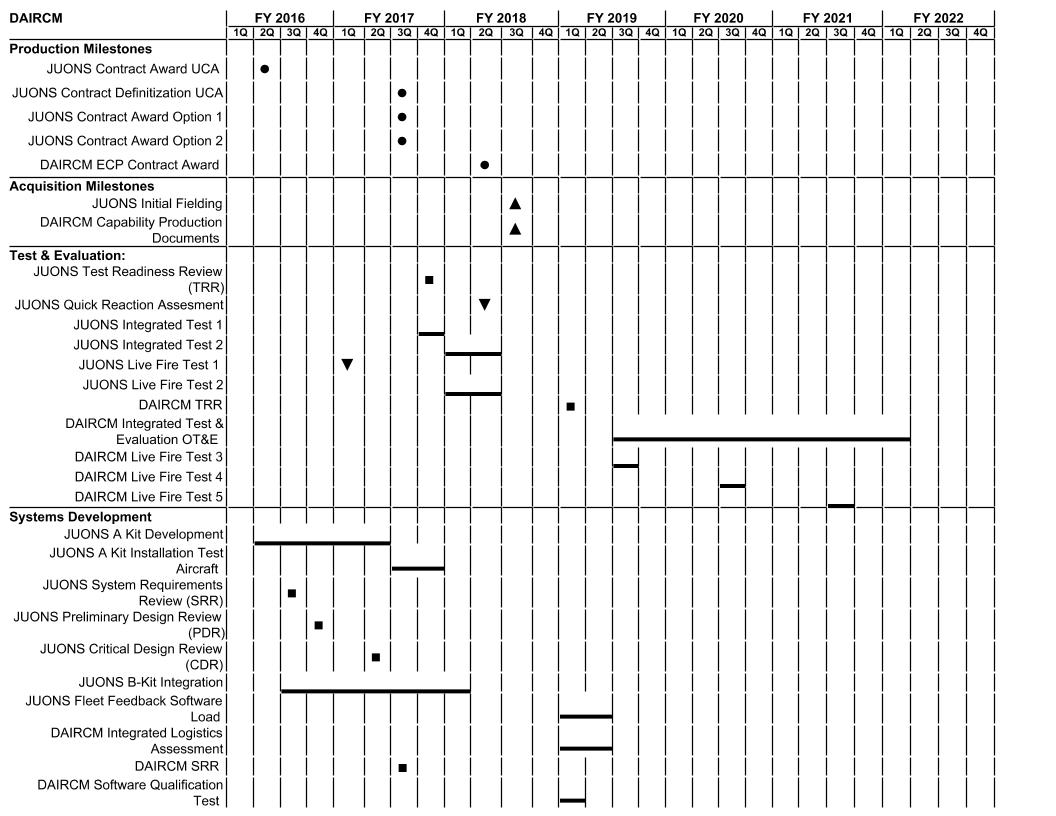 DAIRCM FY 2016 FY 2017 FY 2018 FY 2019 FY 2020 FY 2021 FY 2022
1Q 2Q 3Q 4Q 1Q 2Q 3Q 4Q 1Q 2Q 3Q 1Q 3Q 4Q 1Q 2Q 3Q 4Q 1Q 2Q 3Q 4Q 1Q 2Q 3Q 4Q
Production Milestones
JUONS Contract Award UCA
JUONS Contract Definitization UCA
JUONS Contract Award Option 1
JUONS Contract Award Option 2
DAIRCM ECP Contract Award
Acquisition Milestones
JUONS Initial Fielding
DAIRCM Capability Production
Documents
Test & Evaluation:
JUONS Test Readiness Review
(TRR)
JUONS Quick Reaction Assesment
JUONS Integrated Test 1
JUONS Integrated Test 2
JUONS Live Fire Test 1
JUONS Live Fire Test 2
DAIRCM TRR
DAIRCM Integrated Test &
Evaluation OT&E
DAIRCM Live Fire Test 3
DAIRCM Live Fire Test 4
DAIRCM Live Fire Test 5
Systems Development
JUONS A Kit Development
JUONS A Kit Installation Test
Aircraft
JUONS System Requirements
Review (SRR)
JUONS Preliminary Design Review
(PDR)
JUONS Critical Design Review
(CDR)
JUONS B-Kit Integration
JUONS Fleet Feedback Software
Load
DAIRCM Integrated Logistics
Assessment
DAIRCM SRR
DAIRCM Software Qualification
Test